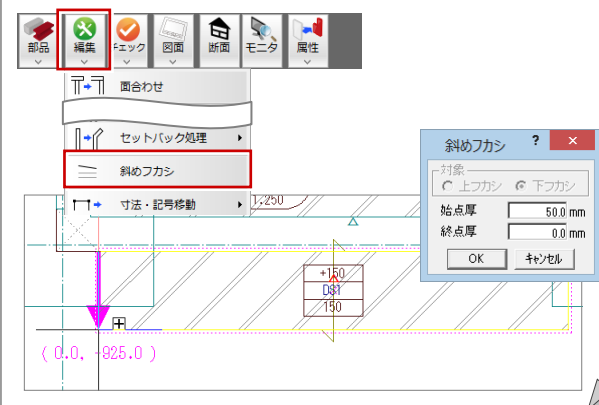 部品 編集 チェック 図面 断面 モニタ 属性
面合わせ
セットバック処理
斜めフカシ
寸法・記号移動
斜めフカシ ? ×
対象
上フカシ 下フカシ
始点厚 50.0 mm
終点厚 0.0 mm
OK キャンセル
1.250
+150
DS1
150
( 0.0, -925.0 )